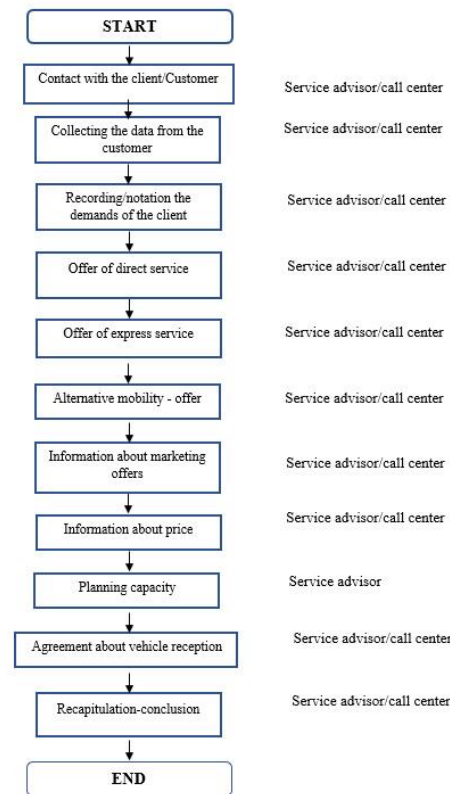 START
Contact with the client/Customer
Service advisor/call center
Collecting the data from the
customer
Service advisor/call center
Recording/notation the
demands of the client
Service advisor/call center
Offer of direct service
Service advisor/call center
Offer of express service
Service advisor/call center
Alternative mobility - offer
Service advisor/call center
Information about marketing
offers
Service advisor/call center
Information about price
Service advisor/call center
Planning capacity
Service advisor
Agreement about vehicle reception
Service advisor/call center
Recapitulation-conclusion
Service advisor/call center
END